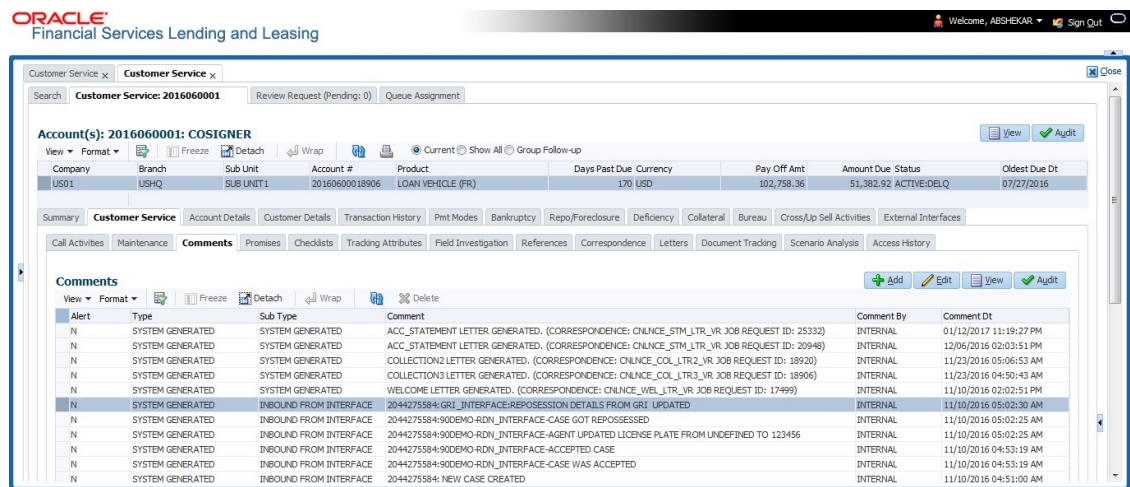 ORACLE
Financial Services Lending and Leasing
Welcome, ABSHEKAR Sign Out
Customer Service x Customer Service x Close
Search Customer Service: 2016060001 Review Request (Pending: 0) Queue Assignment
Account(s): 2016060001: COSIGNER View Audit
View Format Freeze Detach Wrap Current Show All Group Follow-up
Company Branch Sub Unit Account # Product Days Past Due Currency Pay Off Amt Amount Due Status Oldest Due Dt
US01 USHQ SUB UNIT1 20160600018906 LOAN VEHICLE (FR) 170 USD 102,758.36 51,382.92 ACTIVE:DELQ 07/27/2016
Summary Customer Service Account Details Customer Details Transaction History Pmt Modes Bankruptcy Repo/Foreclosure Deficiency Collateral Bureau Cross/Up Sell Activities External Interfaces
Call Activities Maintenance Comments Promises Checklists Tracking Attributes Field Investigation References Correspondence Letters Document Tracking Scenario Analysis Access History
Comments Add Edit View Audit
View Format Freeze Detach Wrap Delete
Alert Type Sub Type Comment Comment By Comment Dt
N SYSTEM GENERATED SYSTEM GENERATED ACC_STATEMENT LETTER GENERATED. (CORRESPONDENCE: CNLNCE_STM_LTR_VR JOB REQUEST ID: 25332) INTERNAL 01/12/2017 11:19:27 PM
N SYSTEM GENERATED SYSTEM GENERATED ACC_STATEMENT LETTER GENERATED. (CORRESPONDENCE: CNLNCE_STM_LTR_VR JOB REQUEST ID: 20948) INTERNAL 12/06/2016 02:03:51 PM
N SYSTEM GENERATED SYSTEM GENERATED COLLECTION2 LETTER GENERATED. (CORRESPONDENCE: CNLNCE_COL_LTR2_VR JOB REQUEST ID: 18920) INTERNAL 11/23/2016 05:06:53 AM
N SYSTEM GENERATED SYSTEM GENERATED COLLECTION3 LETTER GENERATED. (CORRESPONDENCE: CNLNCE_COL_LTR3_VR JOB REQUEST ID: 18906) INTERNAL 11/23/2016 04:50:43 AM
N SYSTEM GENERATED SYSTEM GENERATED WELCOME LETTER GENERATED. (CORRESPONDENCE: CNLNCE_WEL_LTR_VR JOB REQUEST ID: 17499) INTERNAL 11/10/2016 02:02:51 PM
N SYSTEM GENERATED INBOUND FROM INTERFACE 2044275584:GRI_INTERFACE:REPOSESSION DETAILS FROM GRI UPDATED INTERNAL 11/10/2016 05:02:30 AM
N SYSTEM GENERATED INBOUND FROM INTERFACE 2044275584:90DEMO-RDN_INTERFACE-CASE GOT REPOSSESSED INTERNAL 11/10/2016 05:02:25 AM
N SYSTEM GENERATED INBOUND FROM INTERFACE 2044275584:90DEMO-RDN_INTERFACE-AGENT UPDATED LICENSE PLATE FROM UNDEFINED TO 123456 INTERNAL 11/10/2016 05:02:25 AM
N SYSTEM GENERATED INBOUND FROM INTERFACE 2044275584:90DEMO-RDN_INTERFACE-ACCEPTED CASE INTERNAL 11/10/2016 04:53:19 AM
N SYSTEM GENERATED INBOUND FROM INTERFACE 2044275584:90DEMO-RDN_INTERFACE-CASE WAS ACCEPTED INTERNAL 11/10/2016 04:53:19 AM
N SYSTEM GENERATED INBOUND FROM INTERFACE 2044275584: NEW CASE CREATED INTERNAL 11/10/2016 04:51:00 AM